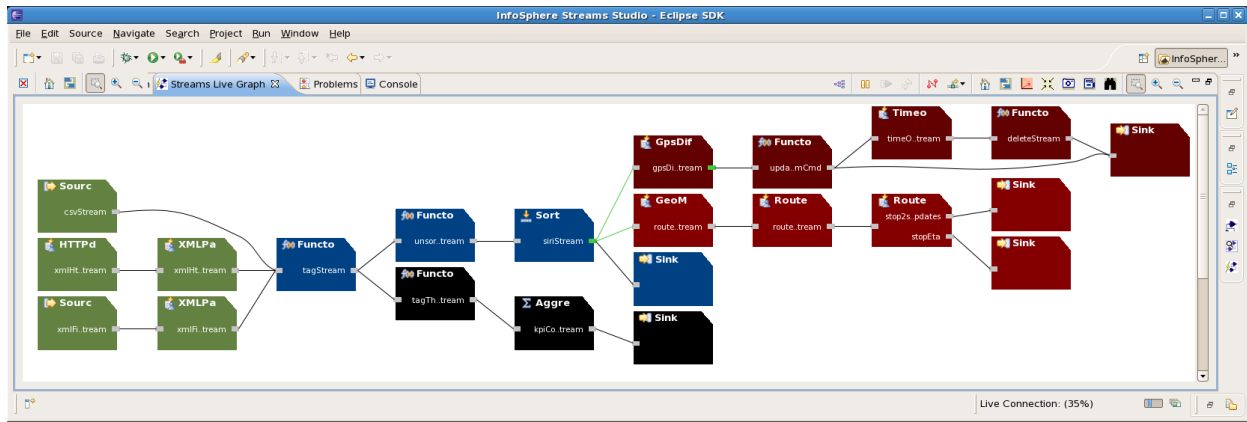 InfoSphere Streams Studio - Eclipse SDK
File Edit Source Navigate Search Project Run Window Help
InfoSpher...
Streams Live Graph Problems Console
Timeo
timeO..tream
Functo
deleteStream
Sink
GpsDif
gpsDi..tream
Functo
upda..mCmd
Sourc
csvStream
GeoM
route..tream
Route
route..tream
Route
stop2s..pdates
stopEta
Sink
Sink
HTTPd
xmlHt..tream
XMLPa
xmlHt..tream
Functo
tagStream
Functo
unsor..tream
Sort
siriStream
Sink
Functo
tagTh..tream
Sourc
xmlFi..tream
XMLPa
xmlFi..tream
Σ Aggre
kpiCo..tream
Sink
Live Connection: (35%)